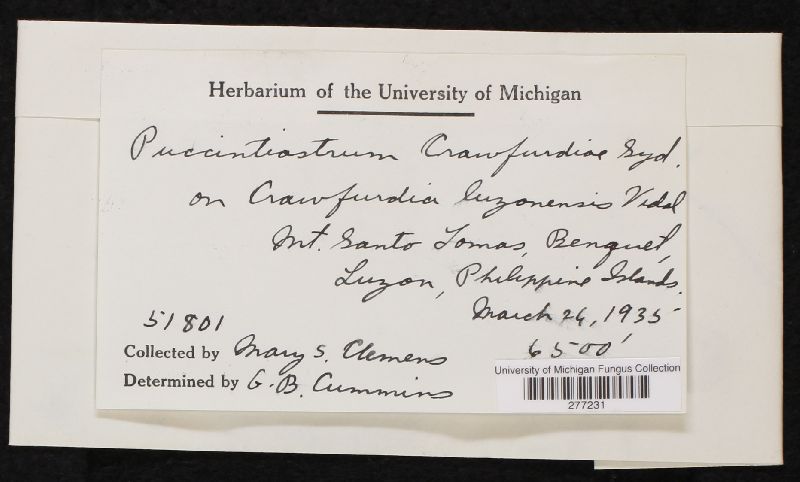 Herbarium of the University of Michigan
Pucciniastrum Crawfurdiae Syd.
on Crawfurdia luzonensis Vidal
Mt. Santo Tomas, Benguet,
Luzon, Philippine Islands.
March 26, 1935
51801
6500'
Collected by Mary S. Clemens
Determined by G. B. Cummins
University of Michigan Fungus Collection
277231